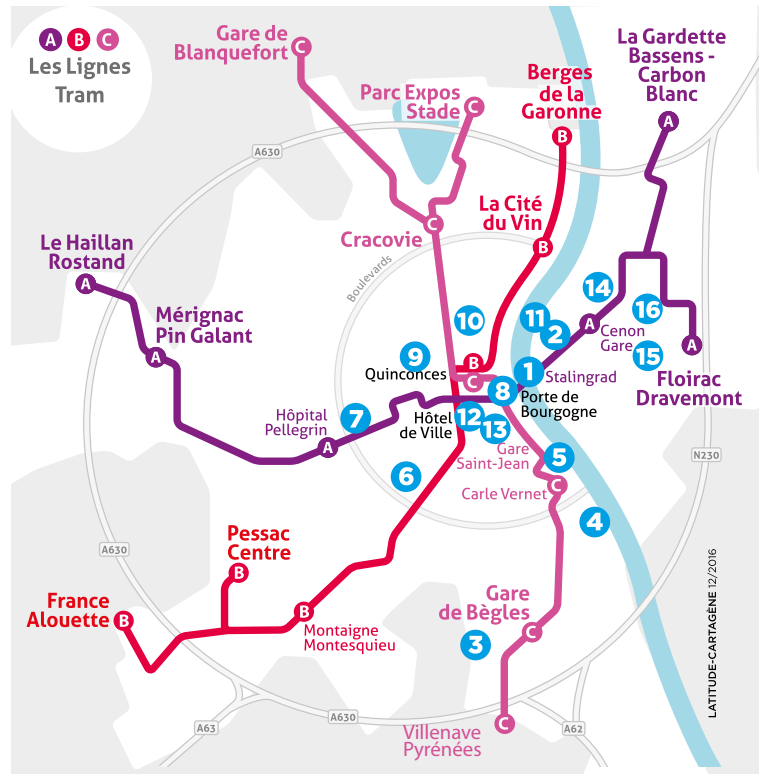 A B C
Les Lignes
Tram
Gare de
Blanquefort
C
Parc Expos
Stade
C
Berges
de la
Garonne
B
La Gardette
Bassens -
Carbon
Blanc
A
A630
La Cité
du Vin
B
Cracovie
C
Le Haillan
Rostand
A
Boulevards
Mérignac
Pin Galant
A
14
16
10
11
2
A
Cenon
Gare
15
A
Floirac
Dravemont
9
Quinconces
B
C
1
Stalingrad
8
Porte de
Bourgogne
Hôpital
Pellegrin
A
7
Hôtel
de Ville
12
13
Gare
Saint-Jean
5
N230
6
Carle Vernet
C
4
A630
Pessac
Centre
B
France
Alouette
B
B
Montaigne
Montesquieu
Gare
de Bègles
C
3
LATITUDE-CARTAGÈNE 12/2016
A63
A630
Villenave
Pyrénées
C
A62